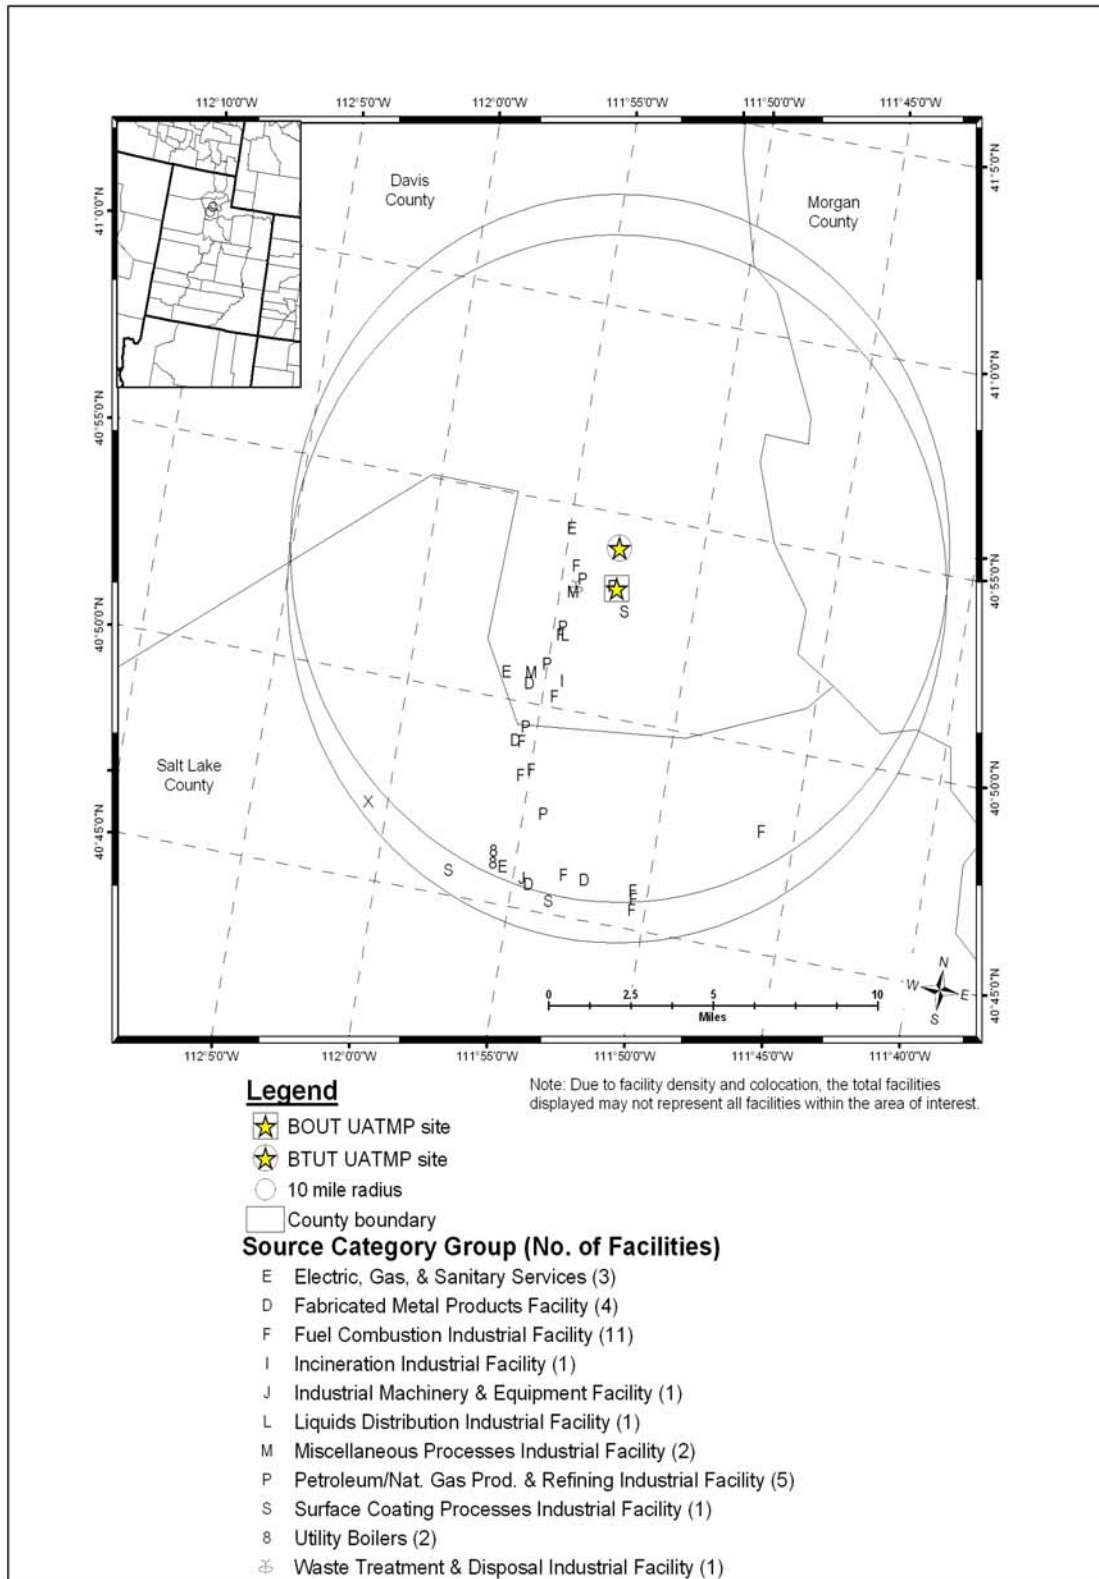 112°10'0"W 112°5'0"W 112°0'0"W 111°55'0"W 111°50'0"W 111°45'0"W
41°0'0"N
40°55'0"N
40°50'0"N
40°45'0"N
41°5'0"N
41°0'0"N
40°55'0"N
40°50'0"N
40°45'0"N
Davis
County
Morgan
County
E
F
P
M
S
P
F L
P
E M
D
I
F
P
D F
F F
X
P
F
8
8
E
S
J
D
F
D
S
F
F
Salt Lake
County
N
W E
S
0 2.5 5 10
Miles
112°5'0"W 112°0'0"W 111°55'0"W 111°50'0"W 111°45'0"W 111°40'0"W
Legend
Note: Due to facility density and colocation, the total facilities
displayed may not represent all facilities within the area of interest.
BOUT UATMP site
BTUT UATMP site
10 mile radius
County boundary
Source Category Group (No. of Facilities)
E Electric, Gas, & Sanitary Services (3)
D Fabricated Metal Products Facility (4)
F Fuel Combustion Industrial Facility (11)
I Incineration Industrial Facility (1)
J Industrial Machinery & Equipment Facility (1)
L Liquids Distribution Industrial Facility (1)
M Miscellaneous Processes Industrial Facility (2)
P Petroleum/Nat. Gas Prod. & Refining Industrial Facility (5)
S Surface Coating Processes Industrial Facility (1)
8 Utility Boilers (2)
Waste Treatment & Disposal Industrial Facility (1)